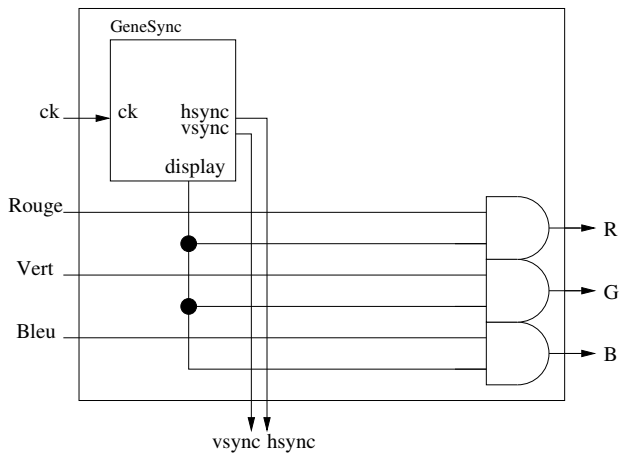 GeneSync
ck
ck
hsync
vsync
display
Rouge
R
Vert
G
Bleu
B
vsync hsync